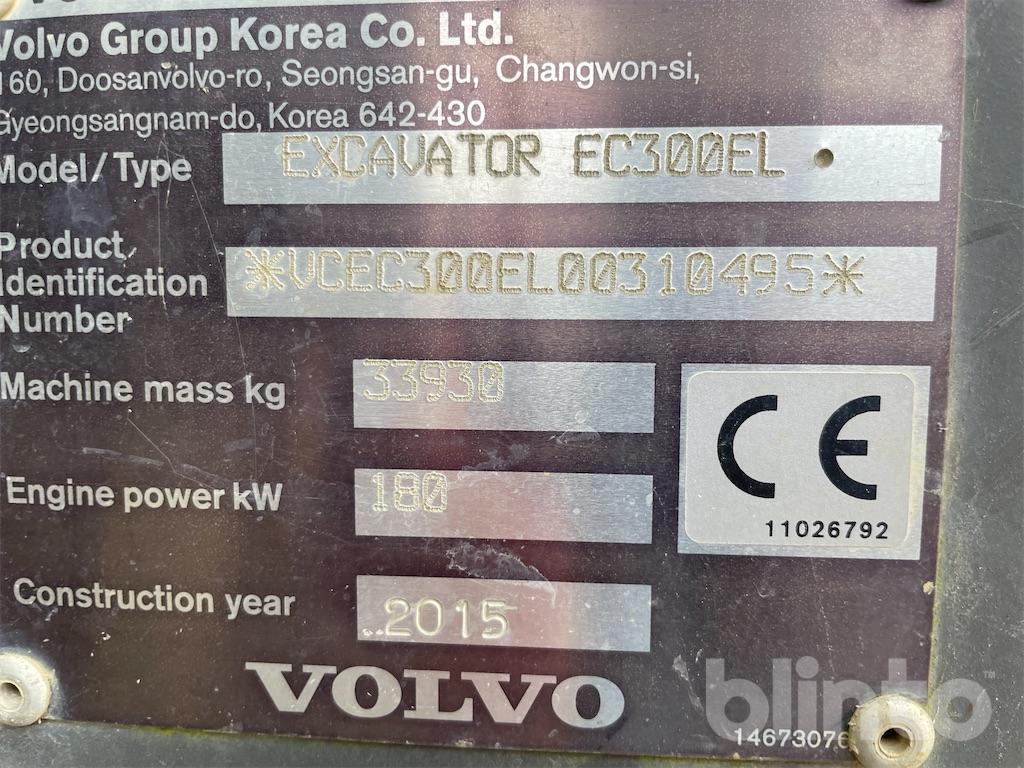 Volvo Group Korea Co. Ltd.
160, Doosanvolvo-ro, Seongsan-gu, Changwon-si,
Gyeongsangnam-do, Korea 642-430
Model/Type EXCAVATOR EC300EL
Product
Identification
Number
*VCEC300EL00310495*
Machine mass kg 33930
Engine power kW 180
CE
11026792
Construction year 2015
VOLVO
blinto™